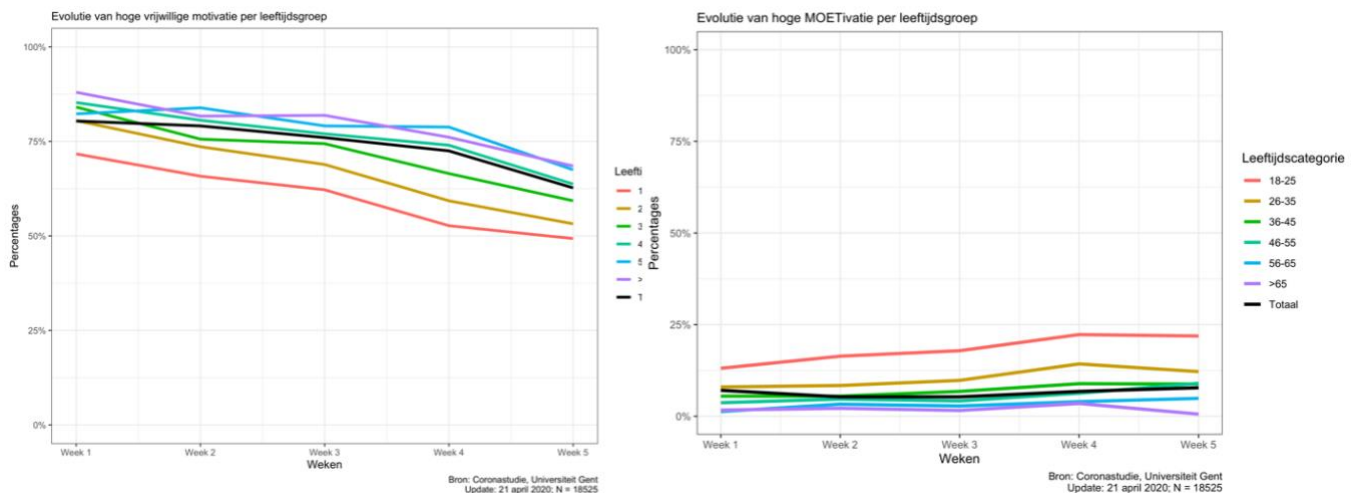 Evolutie van hoge vrijwillige motivatie per leeftijdsgroep
100%
75%
50%
25%
0%
Percentages
Week 1
Week 2
Week 3
Week 4
Week 5
Weken
Bron: Coronastudie, Universiteit Gent
Update: 21 april 2020; N = 18525
Leefti
1
2
3
4
5
>
1
Evolutie van hoge MOETivatie per leeftijdsgroep
100%
75%
50%
25%
0%
Percentages
Week 1
Week 2
Week 3
Week 4
Week 5
Weken
Bron: Coronastudie, Universiteit Gent
Update: 21 april 2020; N = 18525
Leeftijdscategorie
18-25
26-35
36-45
46-55
56-65
>65
Totaal